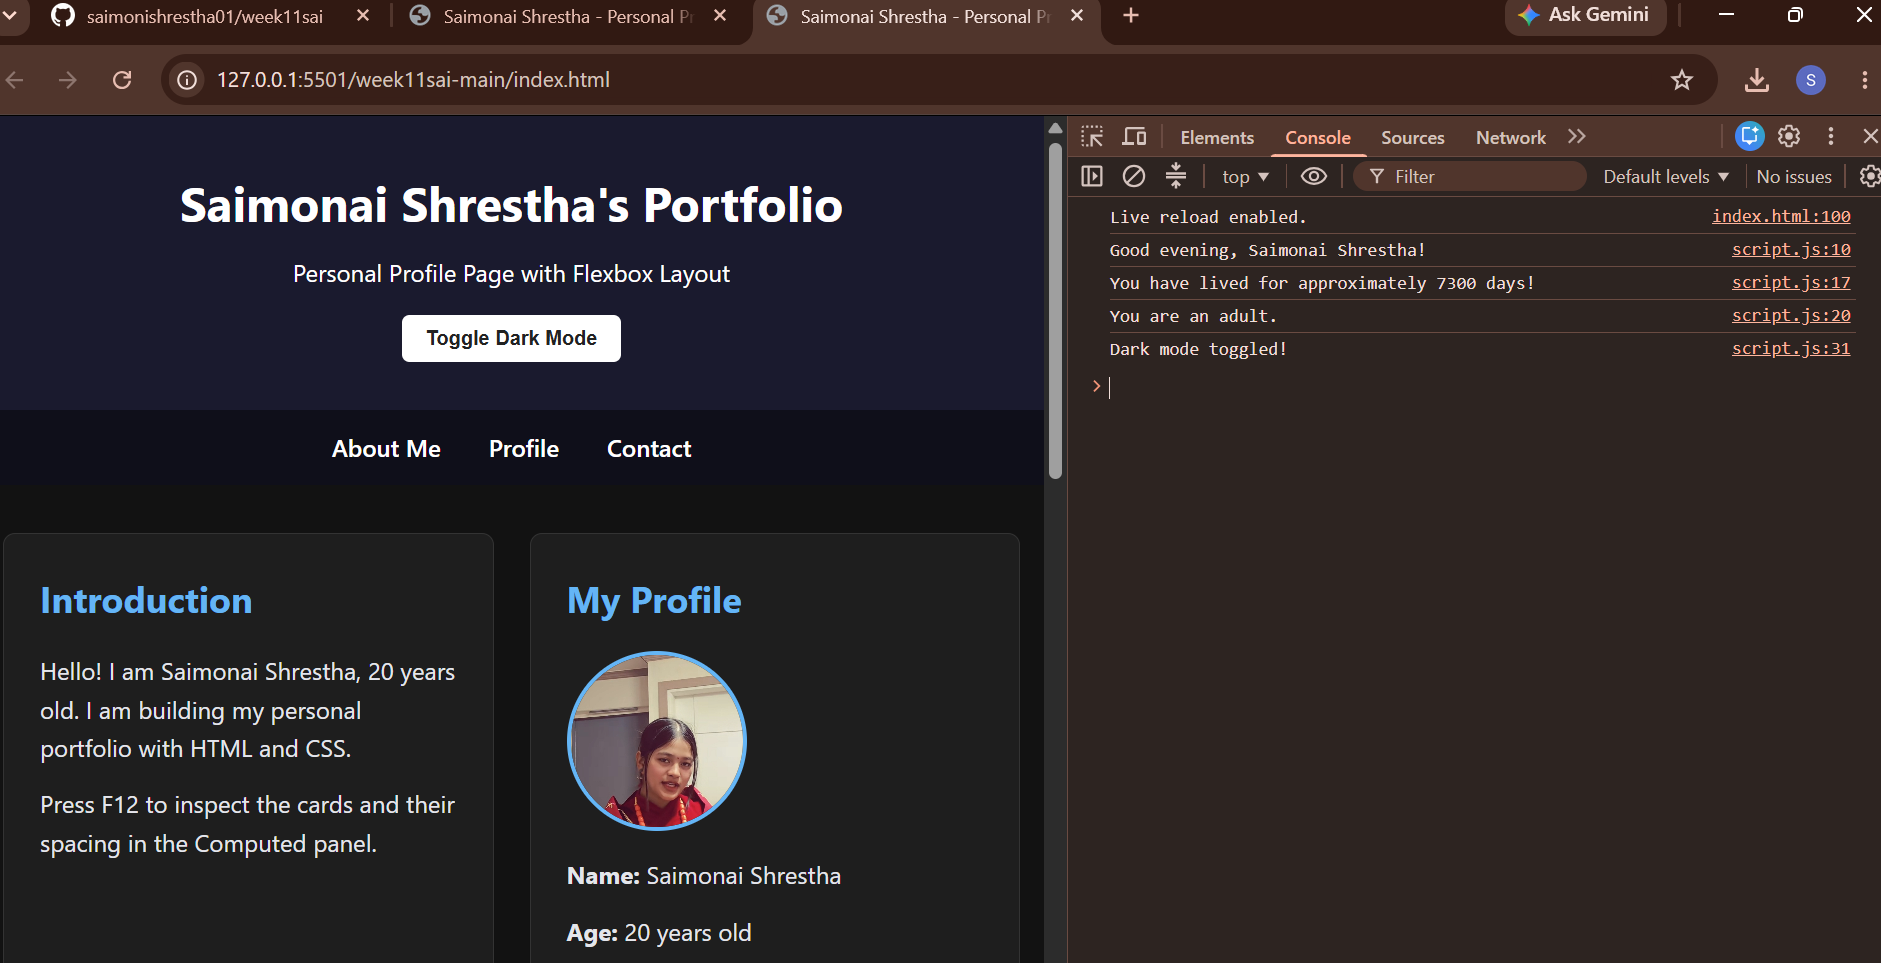 saimonishrestha01/week11sai
Saimonai Shrestha - Personal Pr
Saimonai Shrestha - Personal Pr
Ask Gemini
127.0.0.1:5501/week11sai-main/index.html
S
Saimonai Shrestha's Portfolio
Personal Profile Page with Flexbox Layout
Toggle Dark Mode
About Me Profile Contact
Introduction
Hello! I am Saimonai Shrestha, 20 years
old. I am building my personal
portfolio with HTML and CSS.
Press F12 to inspect the cards and their
spacing in the Computed panel.
My Profile
Name: Saimonai Shrestha
Age: 20 years old
Elements Console Sources Network
top Filter Default levels No issues
Live reload enabled. index.html:100
Good evening, Saimonai Shrestha! script.js:10
You have lived for approximately 7300 days! script.js:17
You are an adult. script.js:20
Dark mode toggled! script.js:31